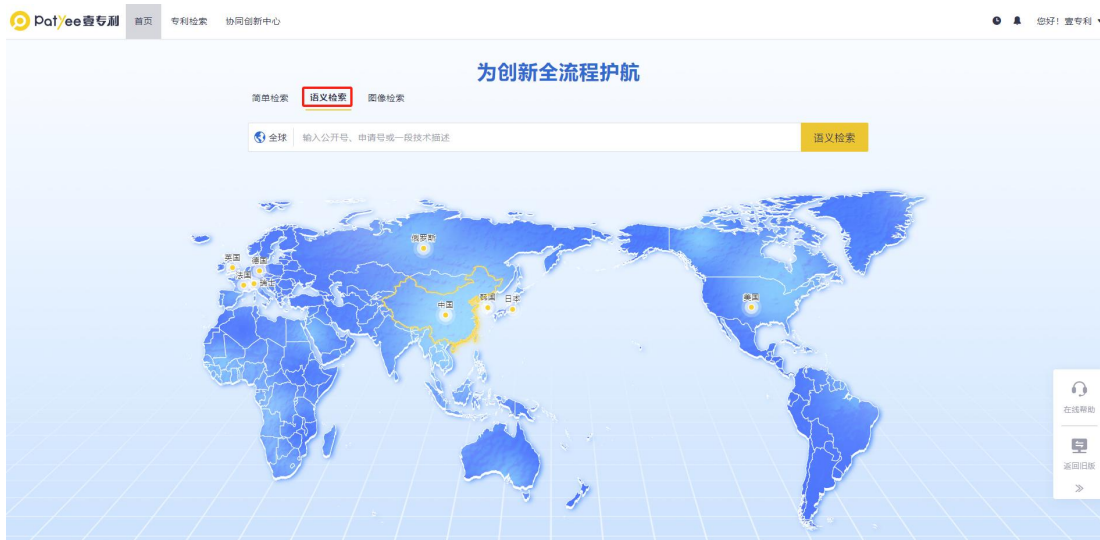 Patyee壹专利 首页 专利检索 协同创新中心 您好！壹专利
为创新全流程护航
简单检索 语义检索 图像检索
全球 输入公开号、申请号或一段技术描述 语义检索
俄罗斯
英国 德国
法国 瑞士
中国 韩国 日本
美国
在线帮助
返回旧版